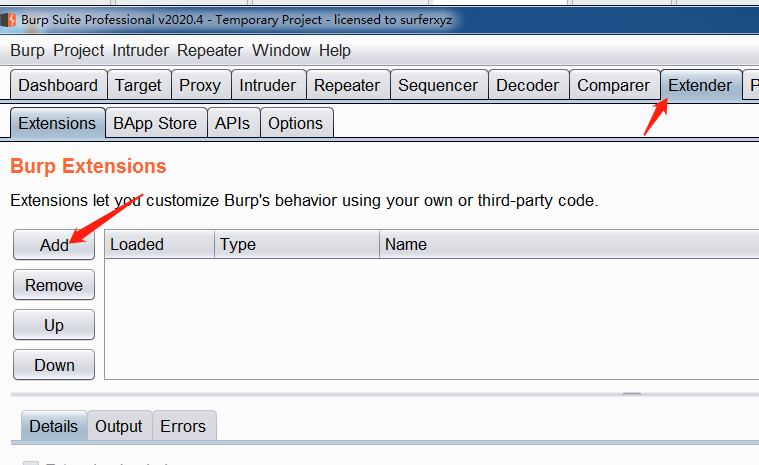 Burp Suite Professional v2020.4 - Temporary Project - licensed to surferxyz
Burp Project Intruder Repeater Window Help
Dashboard Target Proxy Intruder Repeater Sequencer Decoder Comparer Extender P
Extensions BApp Store APIs Options
Burp Extensions
Extensions let you customize Burp's behavior using your own or third-party code.
Add Loaded Type Name
Remove
Up
Down
Details Output Errors